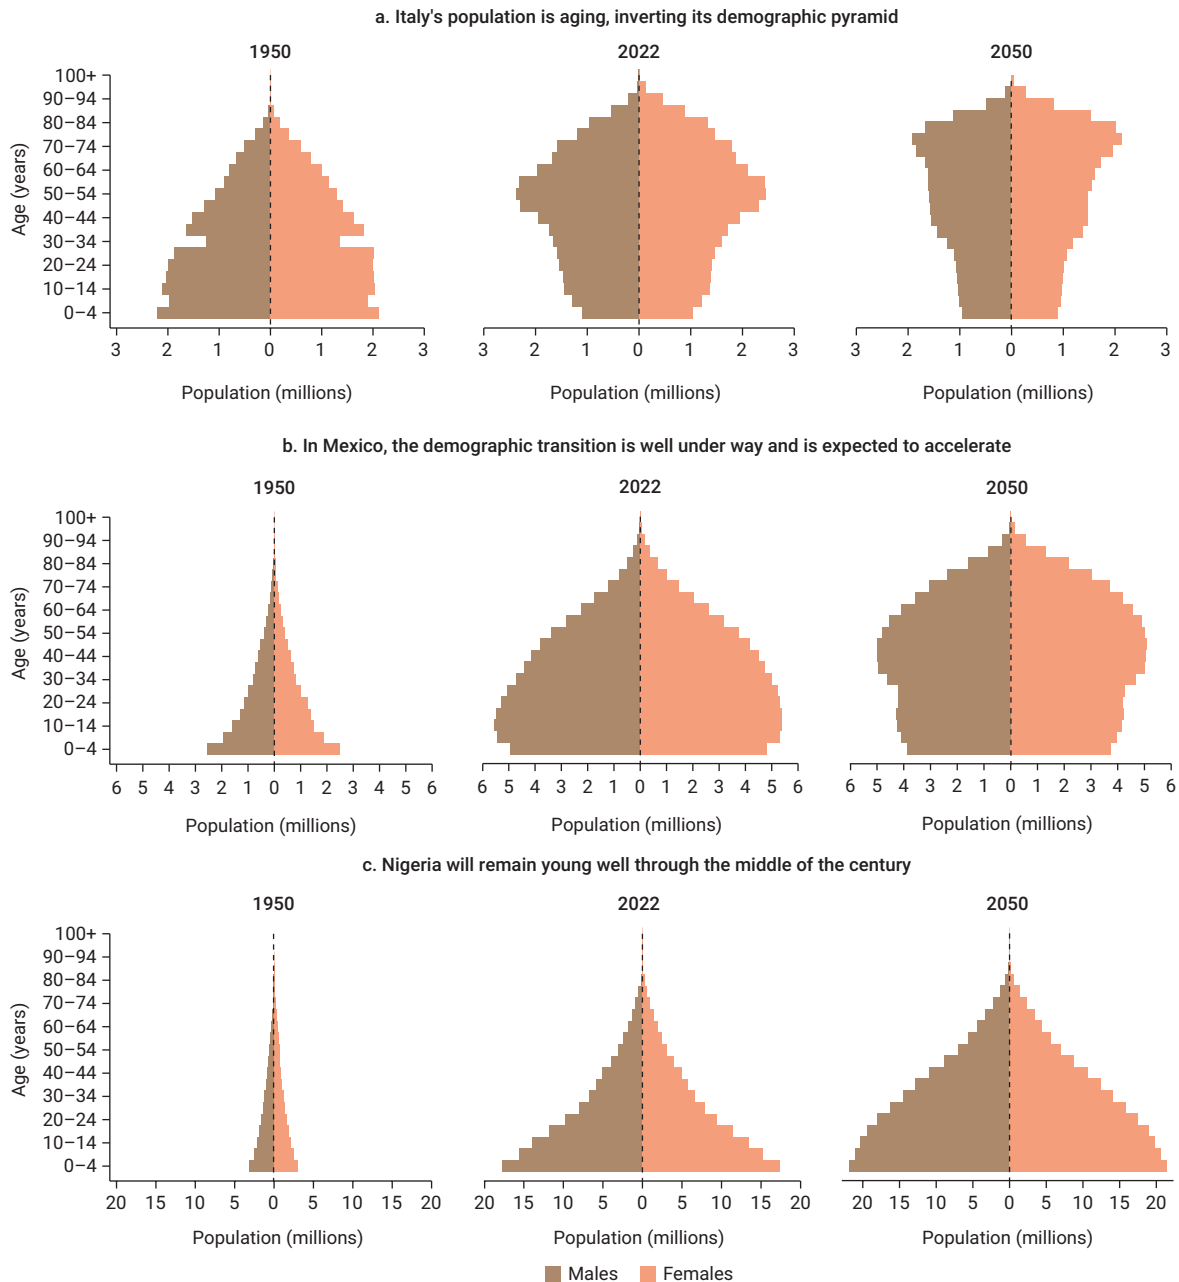 a. Italy's population is aging, inverting its demographic pyramid
1950
2022
2050
Age (years)
100+
90–94
80–84
70–74
60–64
50–54
40–44
30–34
20–24
10–14
0–4
3 2 1 0 1 2 3
3 2 1 0 1 2 3
3 2 1 0 1 2 3
Population (millions)
Population (millions)
Population (millions)
b. In Mexico, the demographic transition is well under way and is expected to accelerate
1950
2022
2050
Age (years)
100+
90–94
80–84
70–74
60–64
50–54
40–44
30–34
20–24
10–14
0–4
6 5 4 3 2 1 0 1 2 3 4 5 6
6 5 4 3 2 1 0 1 2 3 4 5 6
6 5 4 3 2 1 0 1 2 3 4 5 6
Population (millions)
Population (millions)
Population (millions)
c. Nigeria will remain young well through the middle of the century
1950
2022
2050
Age (years)
100+
90–94
80–84
70–74
60–64
50–54
40–44
30–34
20–24
10–14
0–4
20 15 10 5 0 5 10 15 20
20 15 10 5 0 5 10 15 20
20 15 10 5 0 5 10 15 20
Population (millions)
Population (millions)
Population (millions)
Males
Females